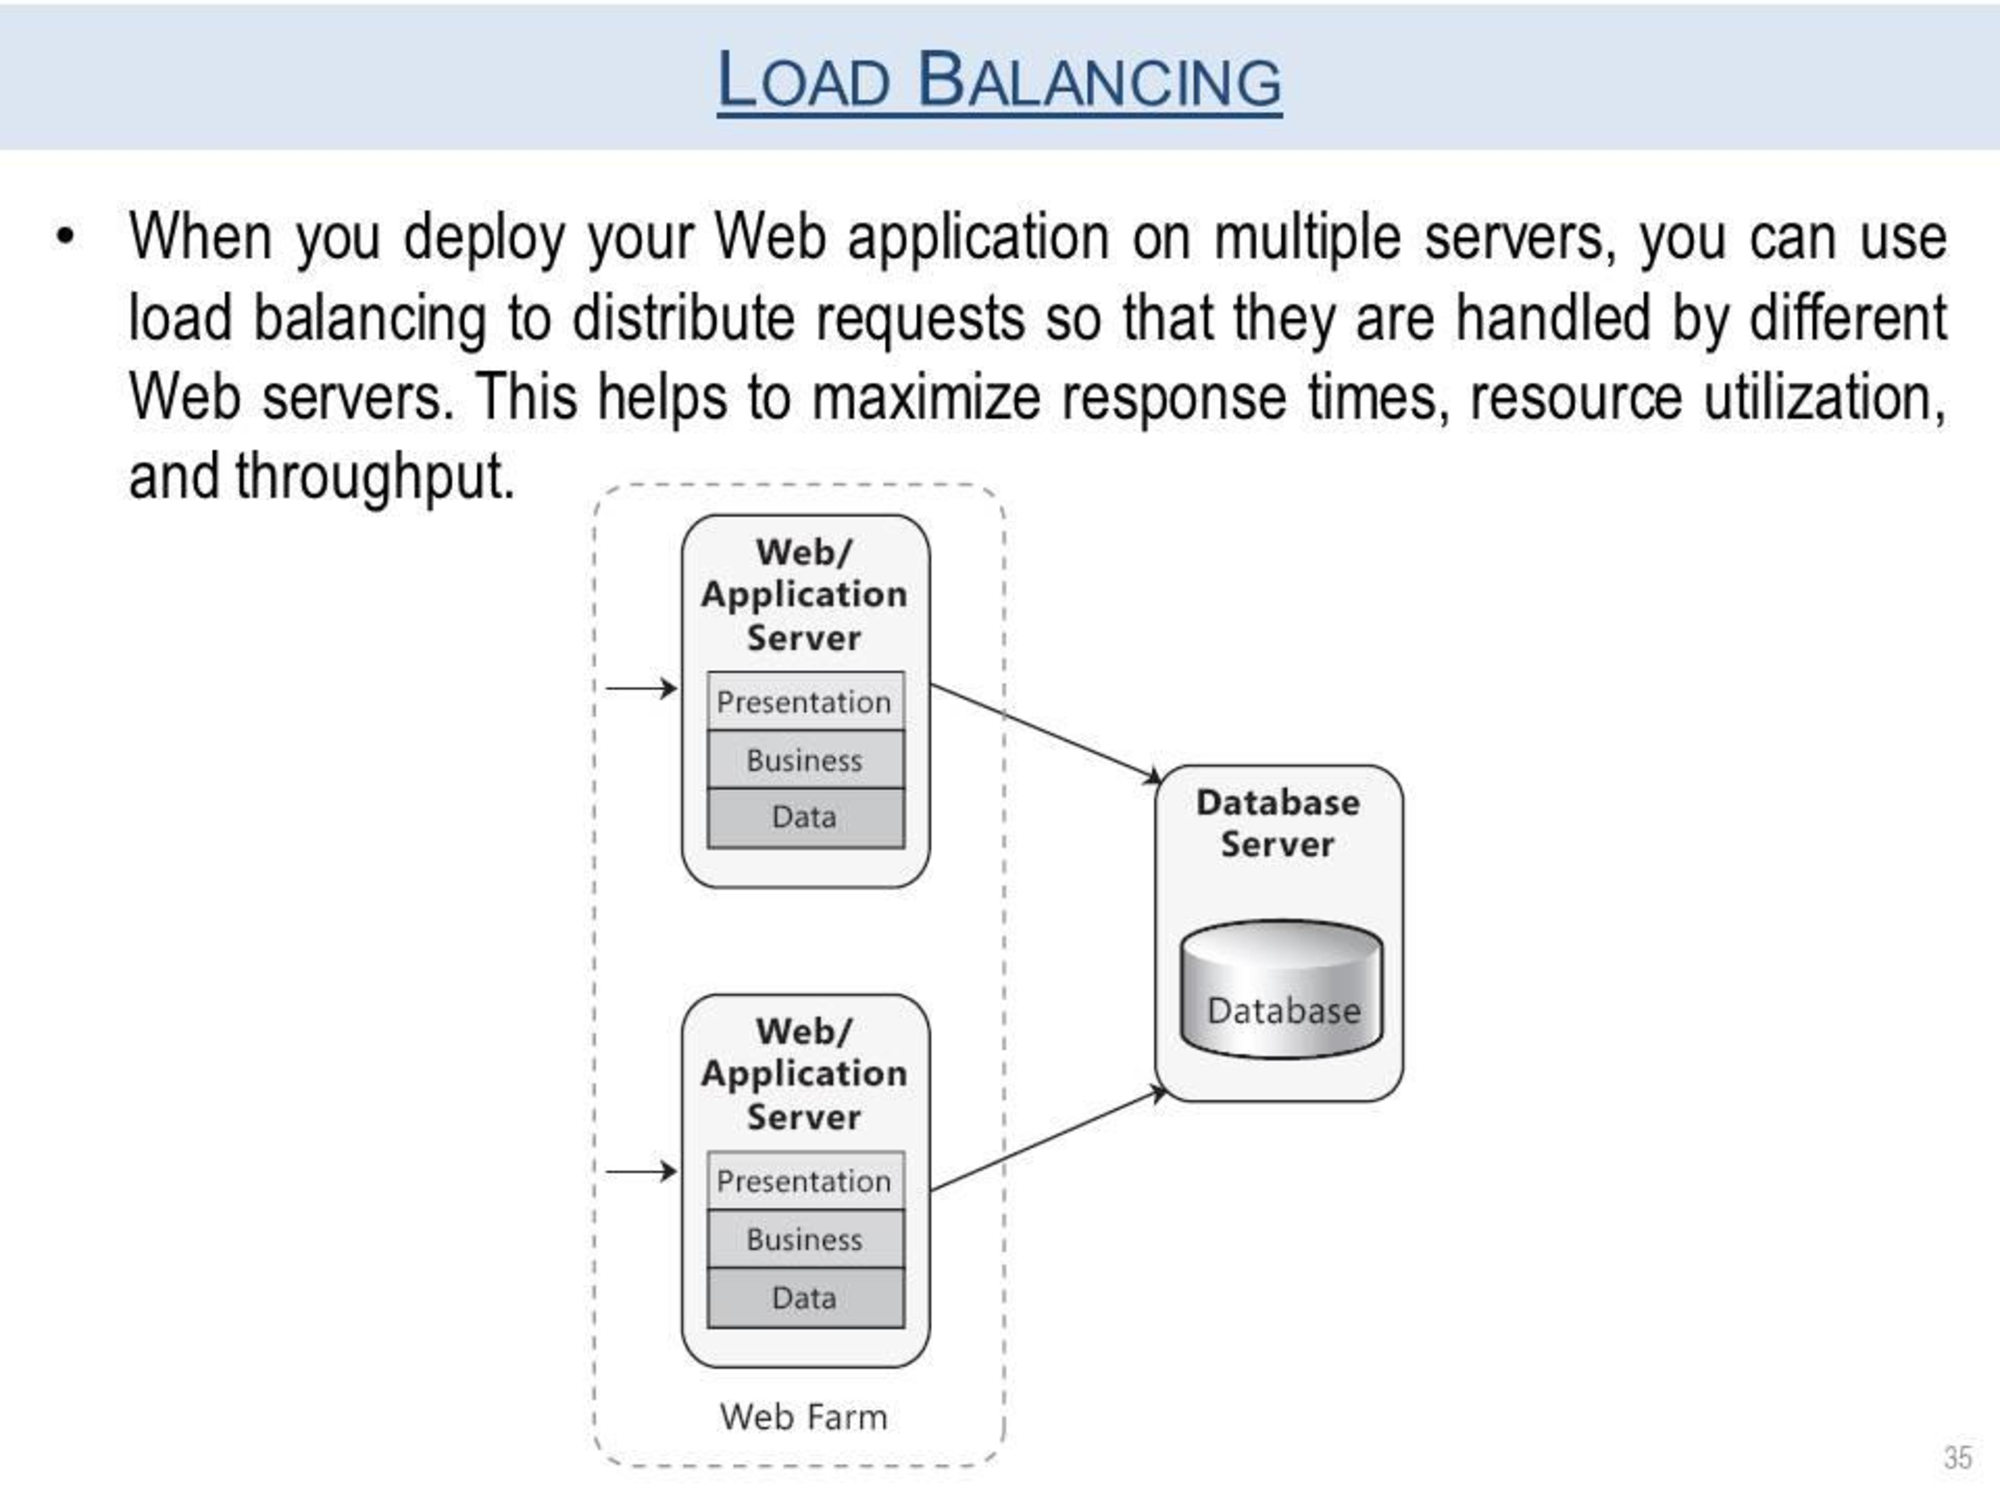 LOAD BALANCING
• When you deploy your Web application on multiple servers, you can use
load balancing to distribute requests so that they are handled by different
Web servers. This helps to maximize response times, resource utilization,
and throughput.
Web/
Application
Server
Presentation
Business
Data
Database
Server
Database
Web/
Application
Server
Presentation
Business
Data
Web Farm
35